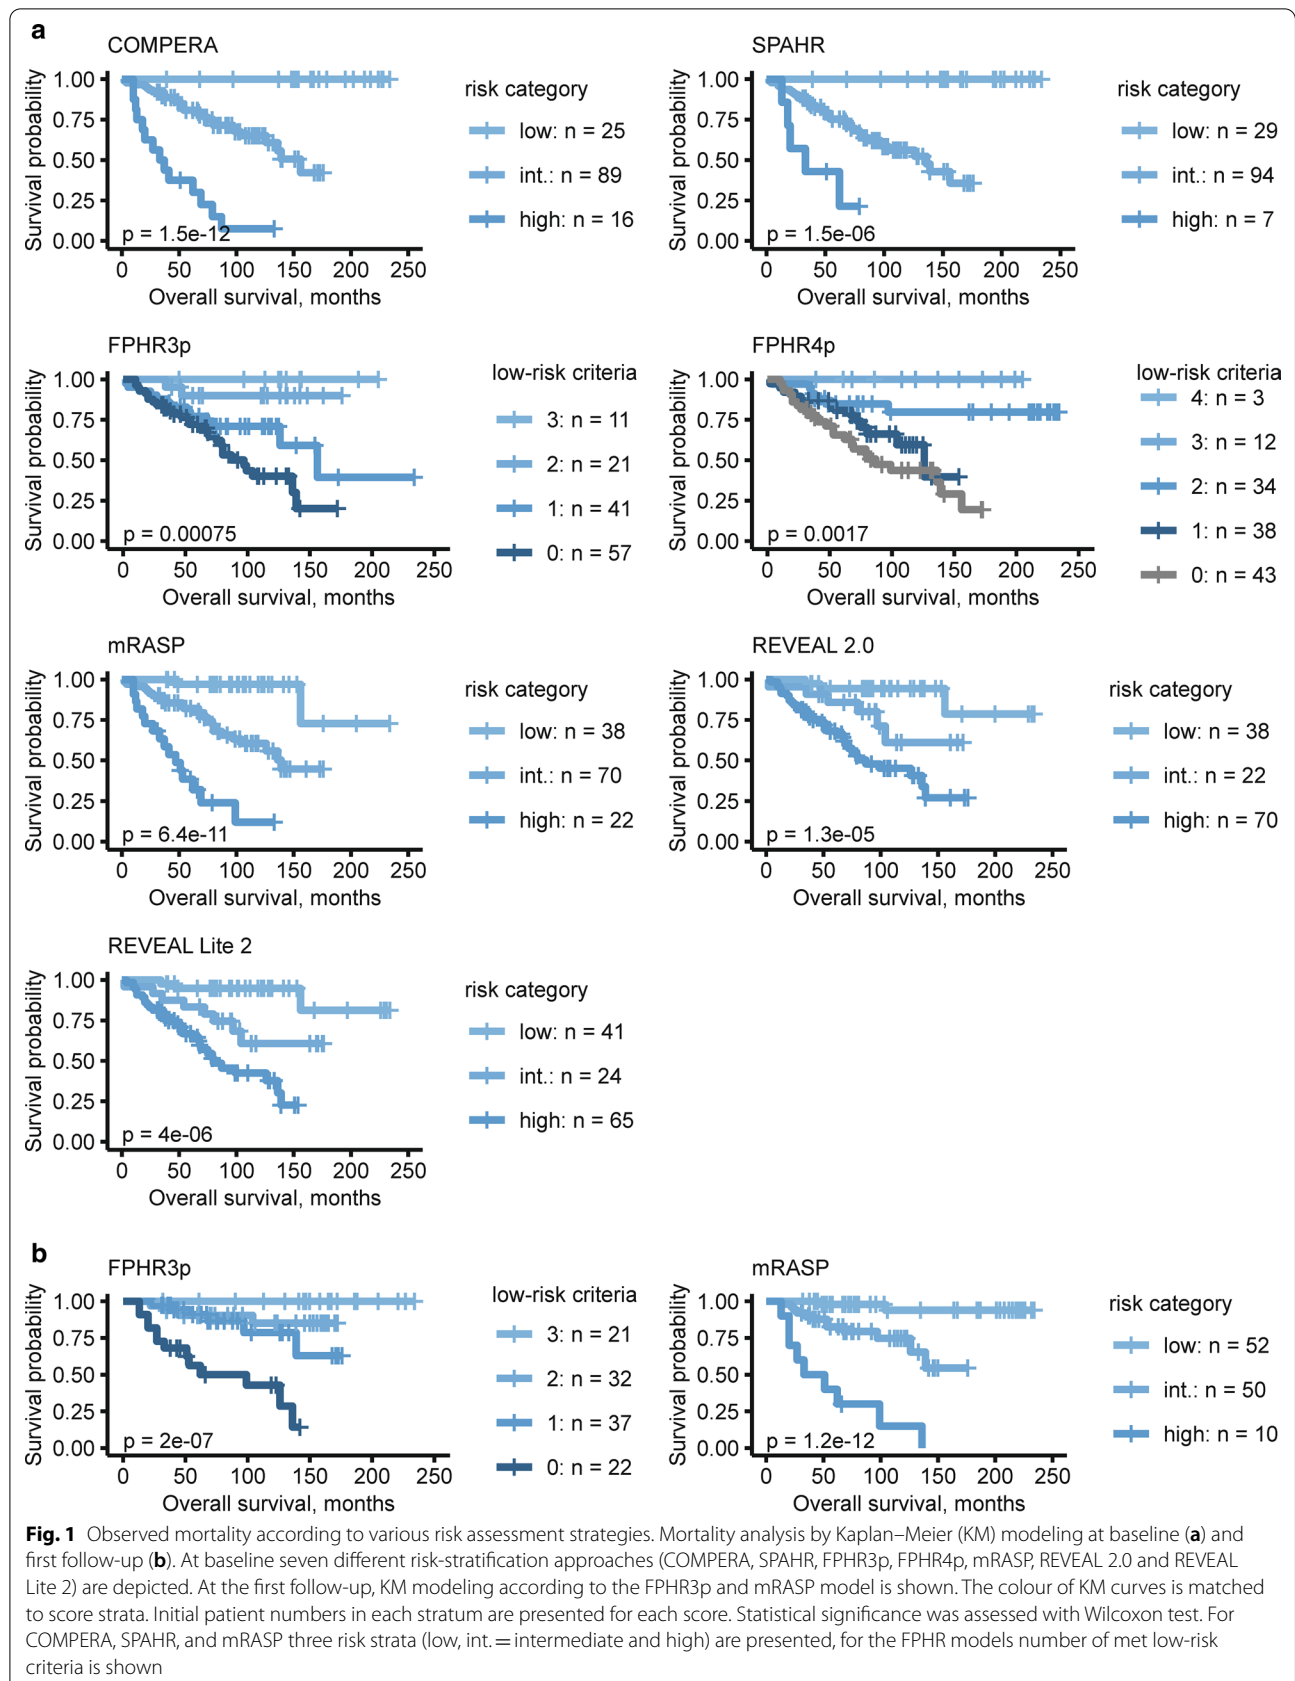 a
COMPERA
Survival probability
1.00
0.75
0.50
0.25
0.00
p = 1.5e-12
0 50 100 150 200 250
Overall survival, months
risk category
low: n = 25
int.: n = 89
high: n = 16
SPAHR
Survival probability
1.00
0.75
0.50
0.25
0.00
p = 1.5e-06
0 50 100 150 200 250
Overall survival, months
risk category
low: n = 29
int.: n = 94
high: n = 7
FPHR3p
Survival probability
1.00
0.75
0.50
0.25
0.00
p = 0.00075
0 50 100 150 200 250
Overall survival, months
low-risk criteria
3: n = 11
2: n = 21
1: n = 41
0: n = 57
FPHR4p
Survival probability
1.00
0.75
0.50
0.25
0.00
p = 0.0017
0 50 100 150 200 250
Overall survival, months
low-risk criteria
4: n = 3
3: n = 12
2: n = 34
1: n = 38
0: n = 43
mRASP
Survival probability
1.00
0.75
0.50
0.25
0.00
p = 6.4e-11
0 50 100 150 200 250
Overall survival, months
risk category
low: n = 38
int.: n = 70
high: n = 22
REVEAL 2.0
Survival probability
1.00
0.75
0.50
0.25
0.00
p = 1.3e-05
0 50 100 150 200 250
Overall survival, months
risk category
low: n = 38
int.: n = 22
high: n = 70
REVEAL Lite 2
Survival probability
1.00
0.75
0.50
0.25
0.00
p = 4e-06
0 50 100 150 200 250
Overall survival, months
risk category
low: n = 41
int.: n = 24
high: n = 65
b
FPHR3p
Survival probability
1.00
0.75
0.50
0.25
0.00
p = 2e-07
0 50 100 150 200 250
Overall survival, months
low-risk criteria
3: n = 21
2: n = 32
1: n = 37
0: n = 22
mRASP
Survival probability
1.00
0.75
0.50
0.25
0.00
p = 1.2e-12
0 50 100 150 200 250
Overall survival, months
risk category
low: n = 52
int.: n = 50
high: n = 10
Fig. 1 Observed mortality according to various risk assessment strategies. Mortality analysis by Kaplan–Meier (KM) modeling at baseline (a) and
first follow-up (b). At baseline seven different risk-stratification approaches (COMPERA, SPAHR, FPHR3p, FPHR4p, mRASP, REVEAL 2.0 and REVEAL
Lite 2) are depicted. At the first follow-up, KM modeling according to the FPHR3p and mRASP model is shown. The colour of KM curves is matched
to score strata. Initial patient numbers in each stratum are presented for each score. Statistical significance was assessed with Wilcoxon test. For
COMPERA, SPAHR, and mRASP three risk strata (low, int. = intermediate and high) are presented, for the FPHR models number of met low-risk
criteria is shown